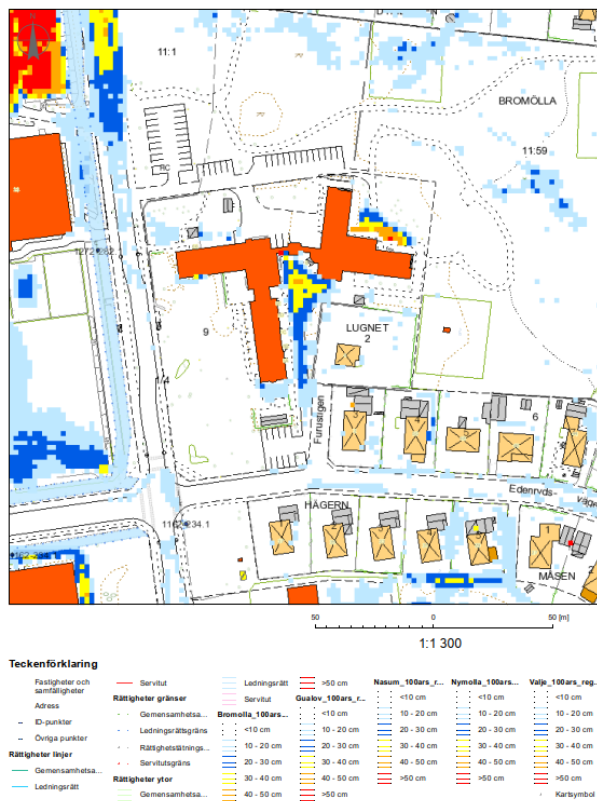 11:1
BROMÖLLA
11:59
RC
9
LUGNET
2
Furustigen
6
Edenryds-
HÄGERN
4
MÅSEN
50 0 50 [m]
1:1 300
Teckenförklaring
Fastigheter och
samfälligheter
Adress
ID-punkter
Övriga punkter
Rättigheter linjer
Gemensamhetsa...
Ledningsrätt
Servitut
Rättigheter gränser
Gemensamhetsa...
Ledningsrättsgräns
Rättighetstätnings...
Servitutsgräns
Rättigheter ytor
Gemensamhetsa...
Ledningsrätt
Servitut
Bromolla_100ars...
<10 cm
10 - 20 cm
20 - 30 cm
30 - 40 cm
40 - 50 cm
>50 cm
Gualov_100ars_r...
<10 cm
10 - 20 cm
20 - 30 cm
30 - 40 cm
40 - 50 cm
>50 cm
Nasum_100ars_r...
<10 cm
10 - 20 cm
20 - 30 cm
30 - 40 cm
40 - 50 cm
>50 cm
Nymolla_100ars...
<10 cm
10 - 20 cm
20 - 30 cm
30 - 40 cm
40 - 50 cm
>50 cm
Valje_100ars_reg...
<10 cm
10 - 20 cm
20 - 30 cm
30 - 40 cm
40 - 50 cm
>50 cm
Kartsymbol